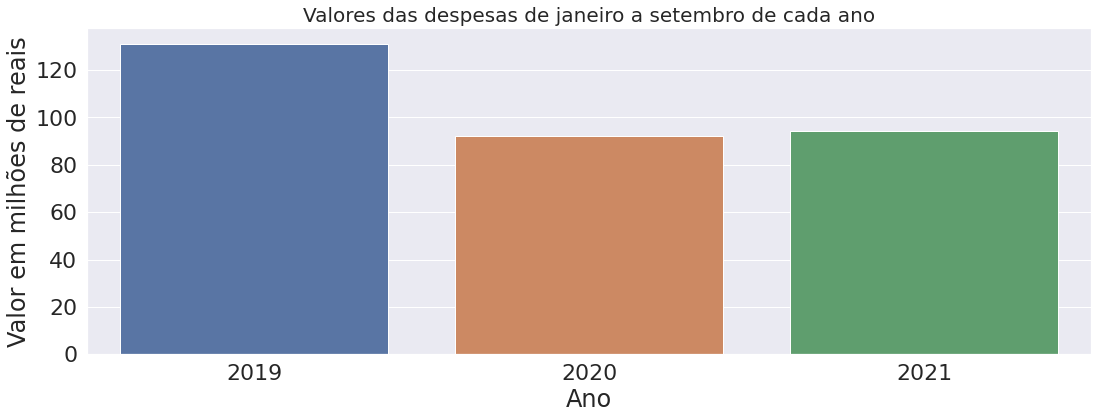 Valores das despesas de janeiro a setembro de cada ano
Valor em milhões de reais
120
100
80
60
40
20
0
2019 2020 2021
Ano